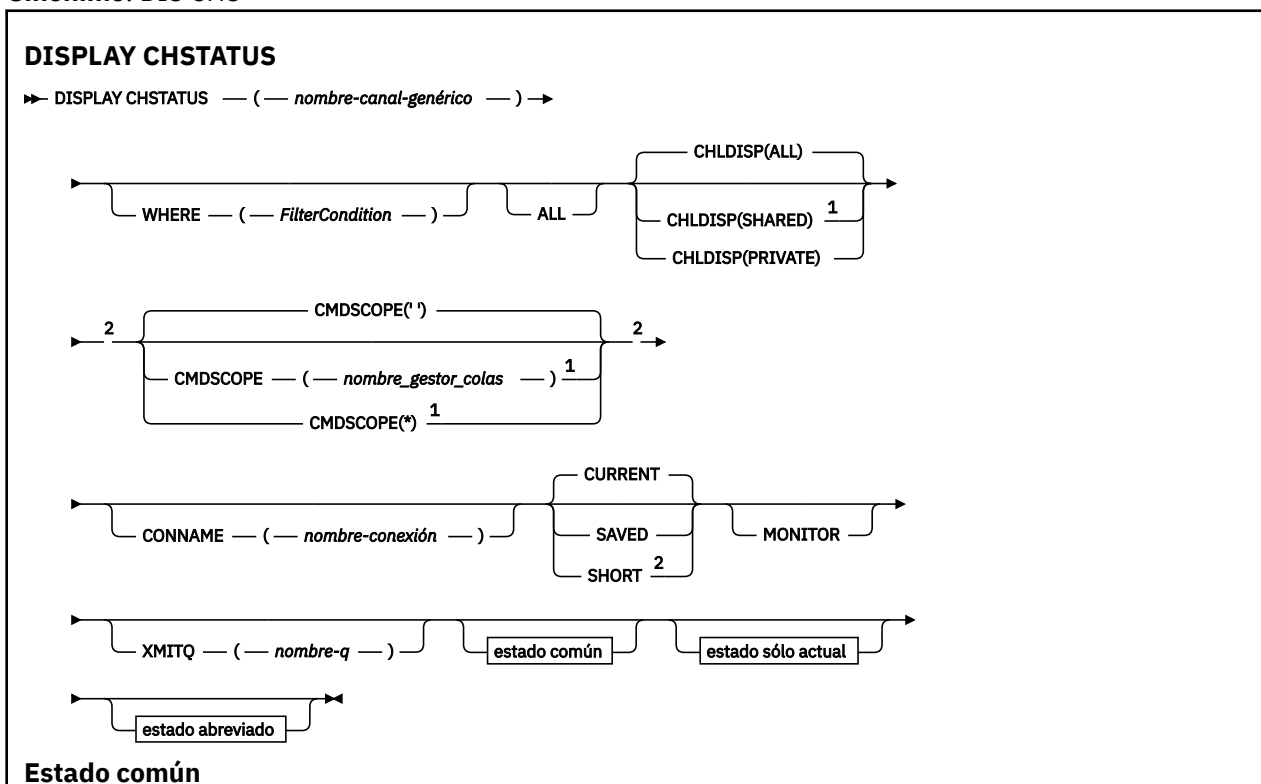 DISPLAY CHSTATUS
DISPLAY CHSTATUS — ( — nombre-canal-genérico — )
CHLDISP(ALL)
WHERE — ( — FilterCondition — )
ALL
CHLDISP(SHARED) 1
CHLDISP(PRIVATE)
2
CMDSCOPE(' ')
2
CMDSCOPE — ( — nombre_gestor_colas — ) 1
CMDSCOPE(*) 1
CURRENT
CONNAME — ( — nombre-conexión — )
SAVED
MONITOR
SHORT 2
XMITQ — ( — nombre-q — )
estado común
estado sólo actual
estado abreviado
Estado común